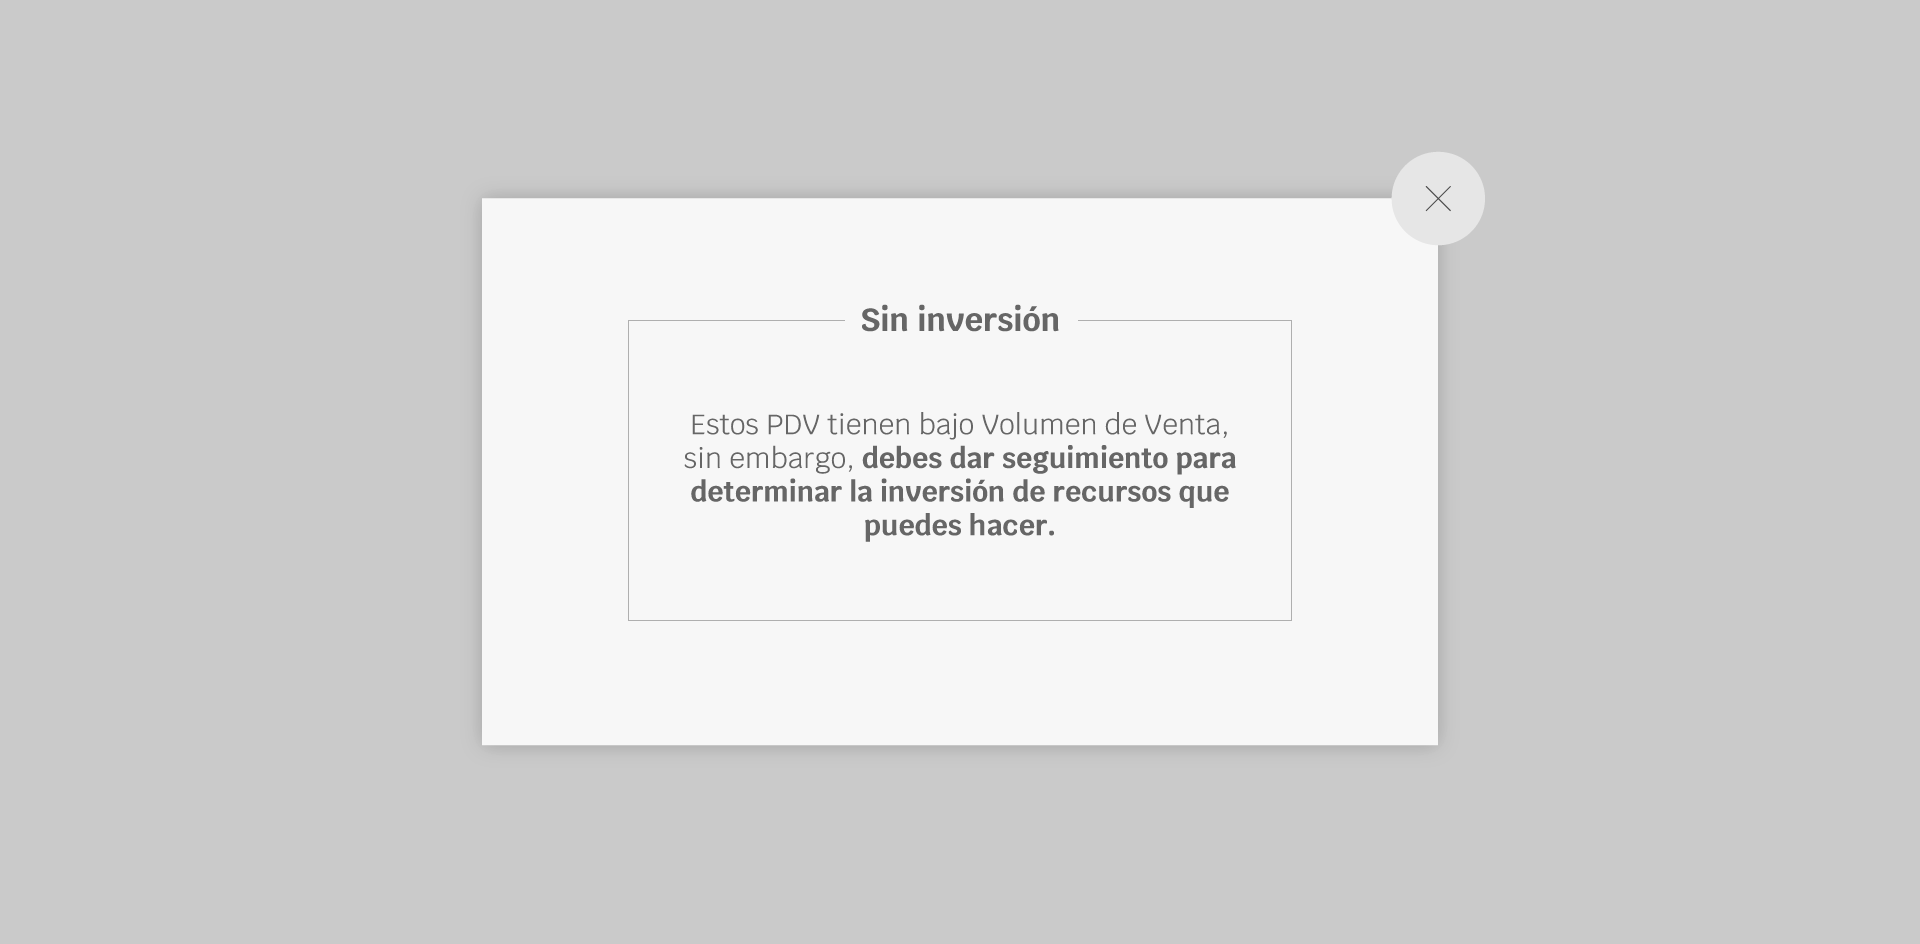 Sin inversión
Estos PDV tienen bajo Volumen de Venta,
sin embargo, debes dar seguimiento para
determinar la inversión de recursos que
puedes hacer.